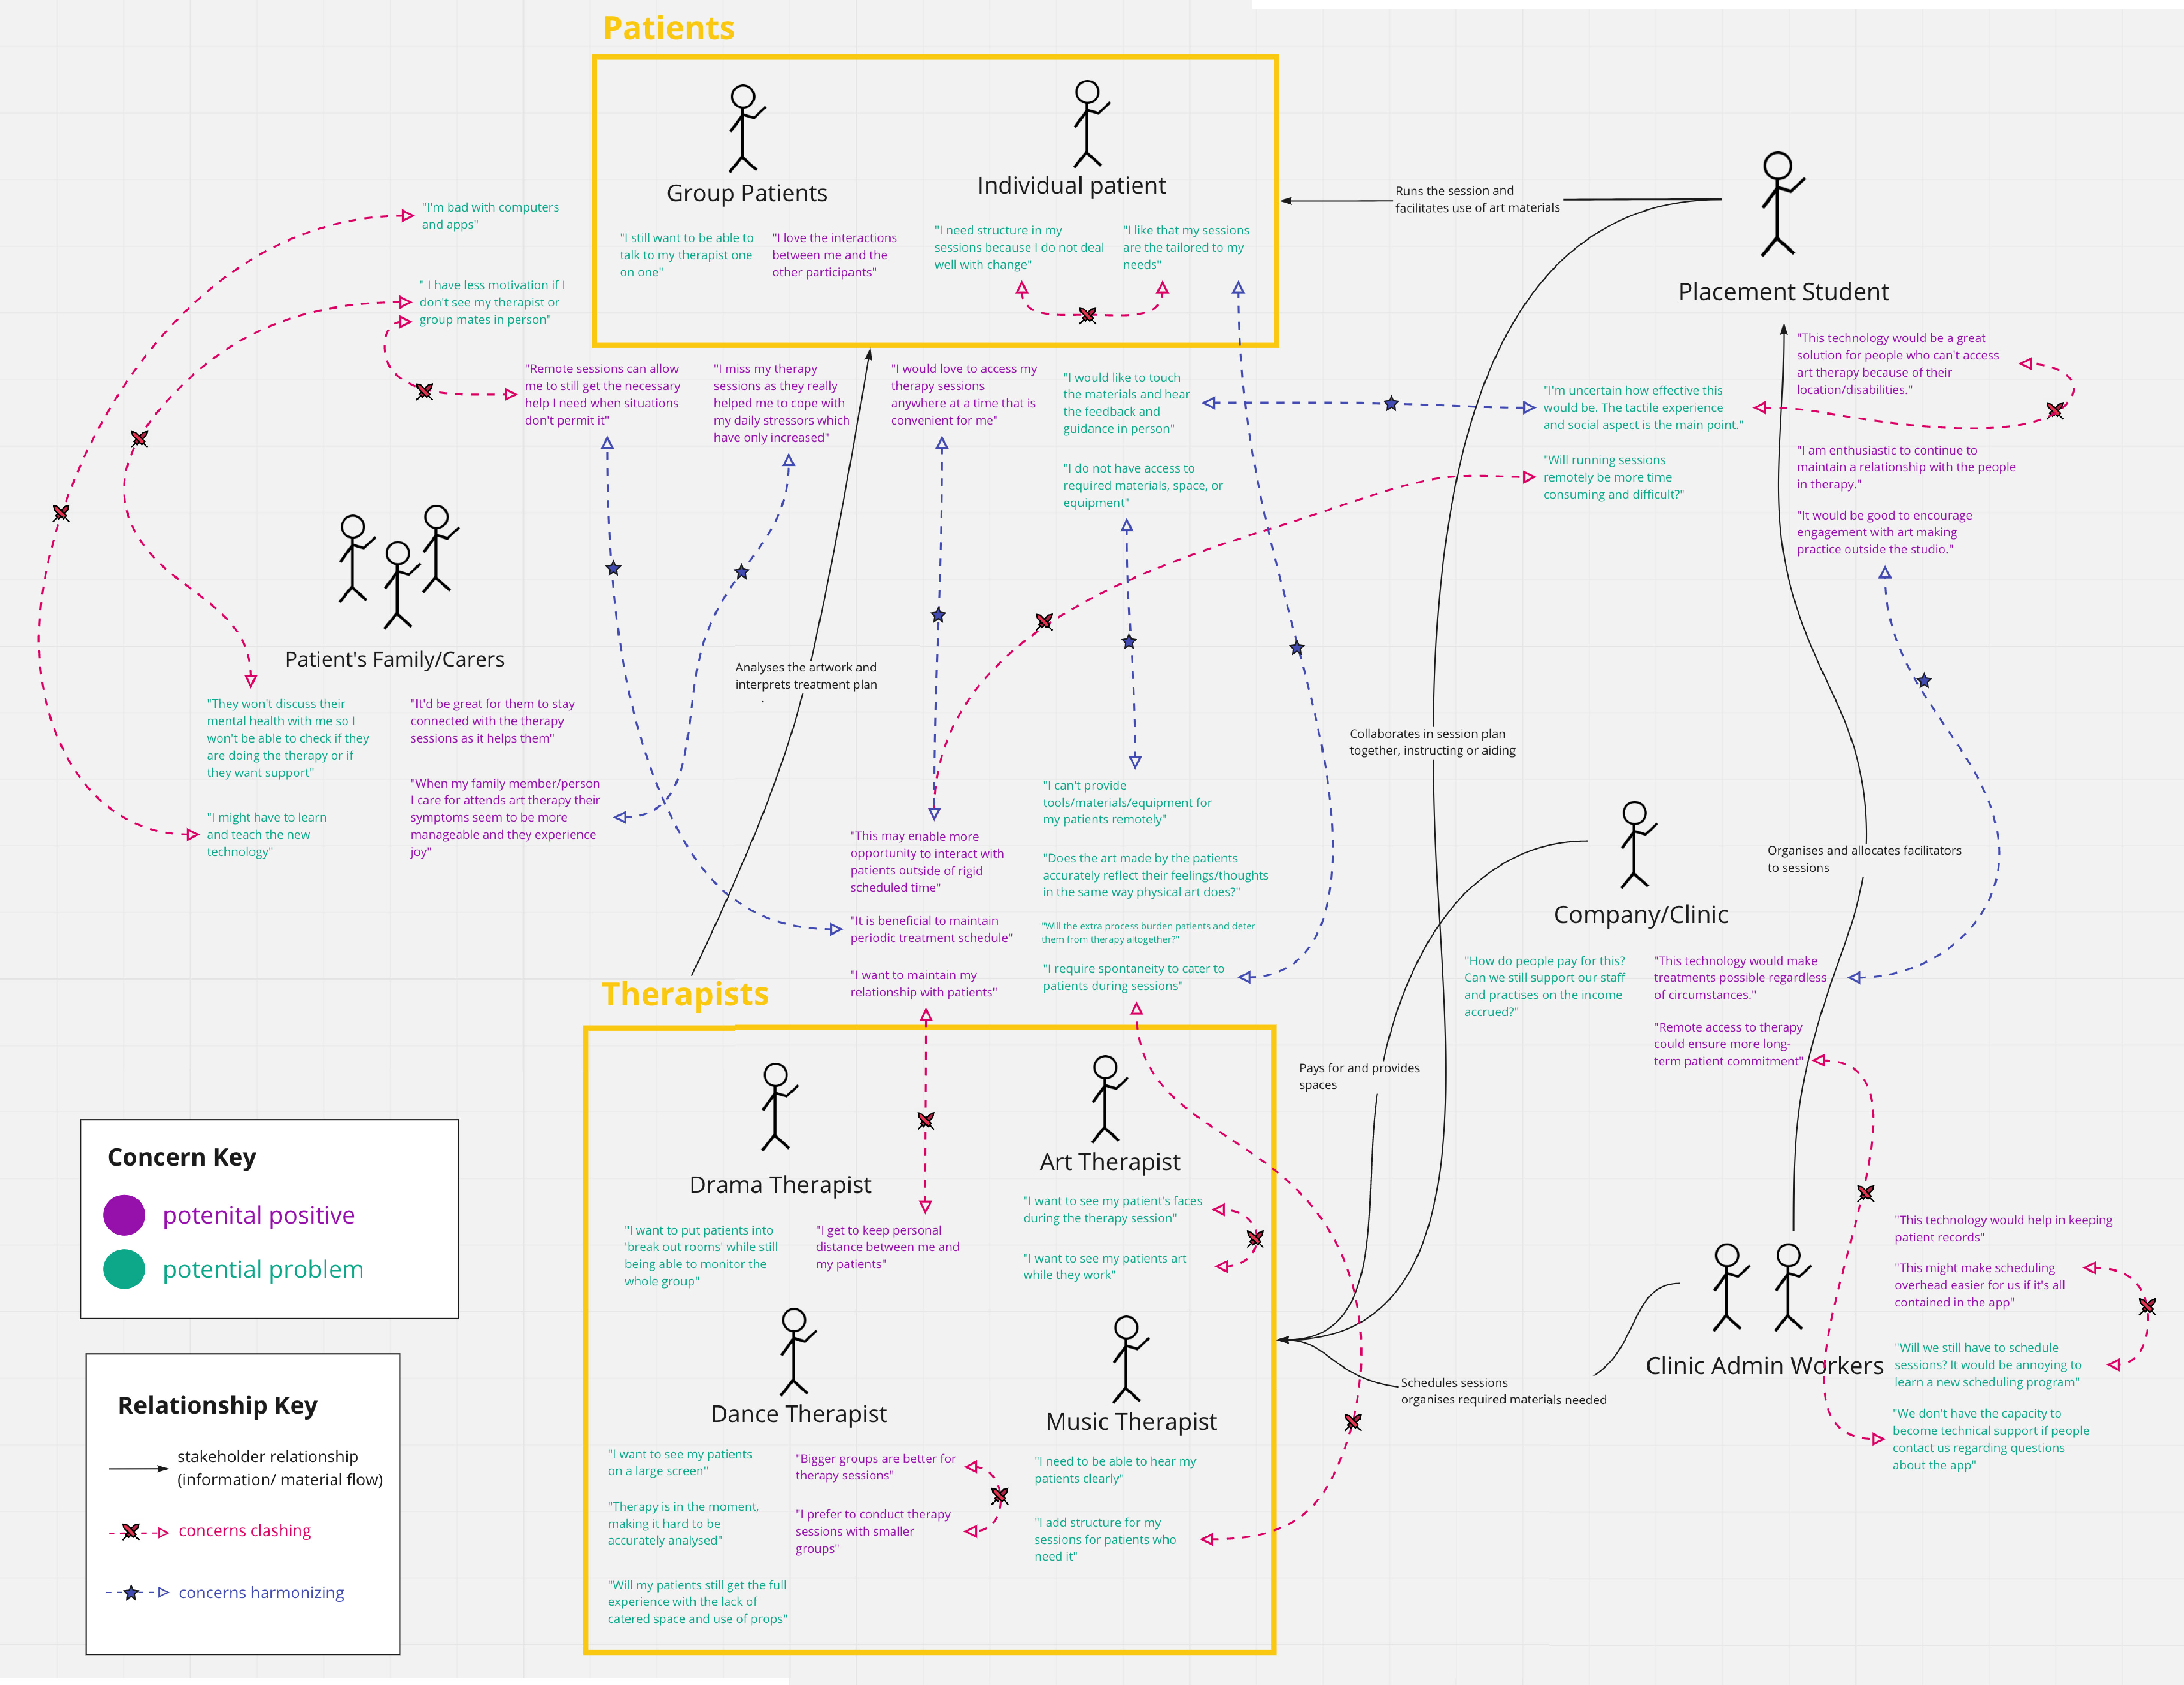 Patients
Group Patients
Individual patient
"I still want to be able to
talk to my therapist one
on one"
"I love the interactions
between me and the
other participants"
"I need structure in my
sessions because I do not deal
well with change"
"I like that my sessions
are the tailored to my
needs"
Runs the session and
facilitates use of art materials
Placement Student
"I'm bad with computers
and apps"
" I have less motivation if I
don't see my therapist or
group mates in person"
"Remote sessions can allow
me to still get the necessary
help I need when situations
don't permit it"
"I miss my therapy
sessions as they really
helped me to cope with
my daily stressors which
have only increased"
"I would love to access my
therapy sessions
anywhere at a time that is
convenient for me"
"I would like to touch
the materials and hear
the feedback and
guidance in person"
"I do not have access to
required materials, space, or
equipment"
"I'm uncertain how effective this
would be. The tactile experience
and social aspect is the main point."
"Will running sessions
remotely be more time
consuming and difficult?"
"This technology would be a great
solution for people who can't access
art therapy because of their
location/disabilities."
"I am enthusiastic to continue to
maintain a relationship with the people
in therapy."
"It would be good to encourage
engagement with art making
practice outside the studio."
Patient's Family/Carers
"They won't discuss their
mental health with me so I
won't be able to check if they
are doing the therapy or if
they want support"
"I might have to learn
and teach the new
technology"
"It'd be great for them to stay
connected with the therapy
sessions as it helps them"
"When my family member/person
I care for attends art therapy their
symptoms seem to be more
manageable and they experience
joy"
Analyses the artwork and
interprets treatment plan
.
Collaborates in session plan
together, instructing or aiding
"This may enable more
opportunity to interact with
patients outside of rigid
scheduled time"
"It is beneficial to maintain
periodic treatment schedule"
"I want to maintain my
relationship with patients"
"I can't provide
tools/materials/equipment for
my patients remotely"
"Does the art made by the patients
accurately reflect their feelings/thoughts
in the same way physical art does?"
"Will the extra process burden patients and deter
them from therapy altogether?"
"I require spontaneity to cater to
patients during sessions"
Organises and allocates facilitators
to sessions
Company/Clinic
"How do people pay for this?
Can we still support our staff
and practises on the income
accrued?"
"This technology would make
treatments possible regardless
of circumstances."
"Remote access to therapy
could ensure more long-
term patient commitment"
Pays for and provides
spaces
Therapists
Drama Therapist
"I want to put patients into
'break out rooms' while still
being able to monitor the
whole group"
"I get to keep personal
distance between me and
my patients"
Art Therapist
"I want to see my patient's faces
during the therapy session"
"I want to see my patients art
while they work"
Dance Therapist
"I want to see my patients
on a large screen"
"Therapy is in the moment,
making it hard to be
accurately analysed"
"Will my patients still get the full
experience with the lack of
catered space and use of props"
"Bigger groups are better for
therapy sessions"
"I prefer to conduct therapy
sessions with smaller
groups"
Music Therapist
"I need to be able to hear my
patients clearly"
"I add structure for my
sessions for patients who
need it"
Schedules sessions
organises required materials needed
Clinic Admin Workers
"This technology would help in keeping
patient records"
"This might make scheduling
overhead easier for us if it's all
contained in the app"
"Will we still have to schedule
sessions? It would be annoying to
learn a new scheduling program"
"We don't have the capacity to
become technical support if people
contact us regarding questions
about the app"
Concern Key
potenital positive
potential problem
Relationship Key
stakeholder relationship
(information/ material flow)
concerns clashing
concerns harmonizing